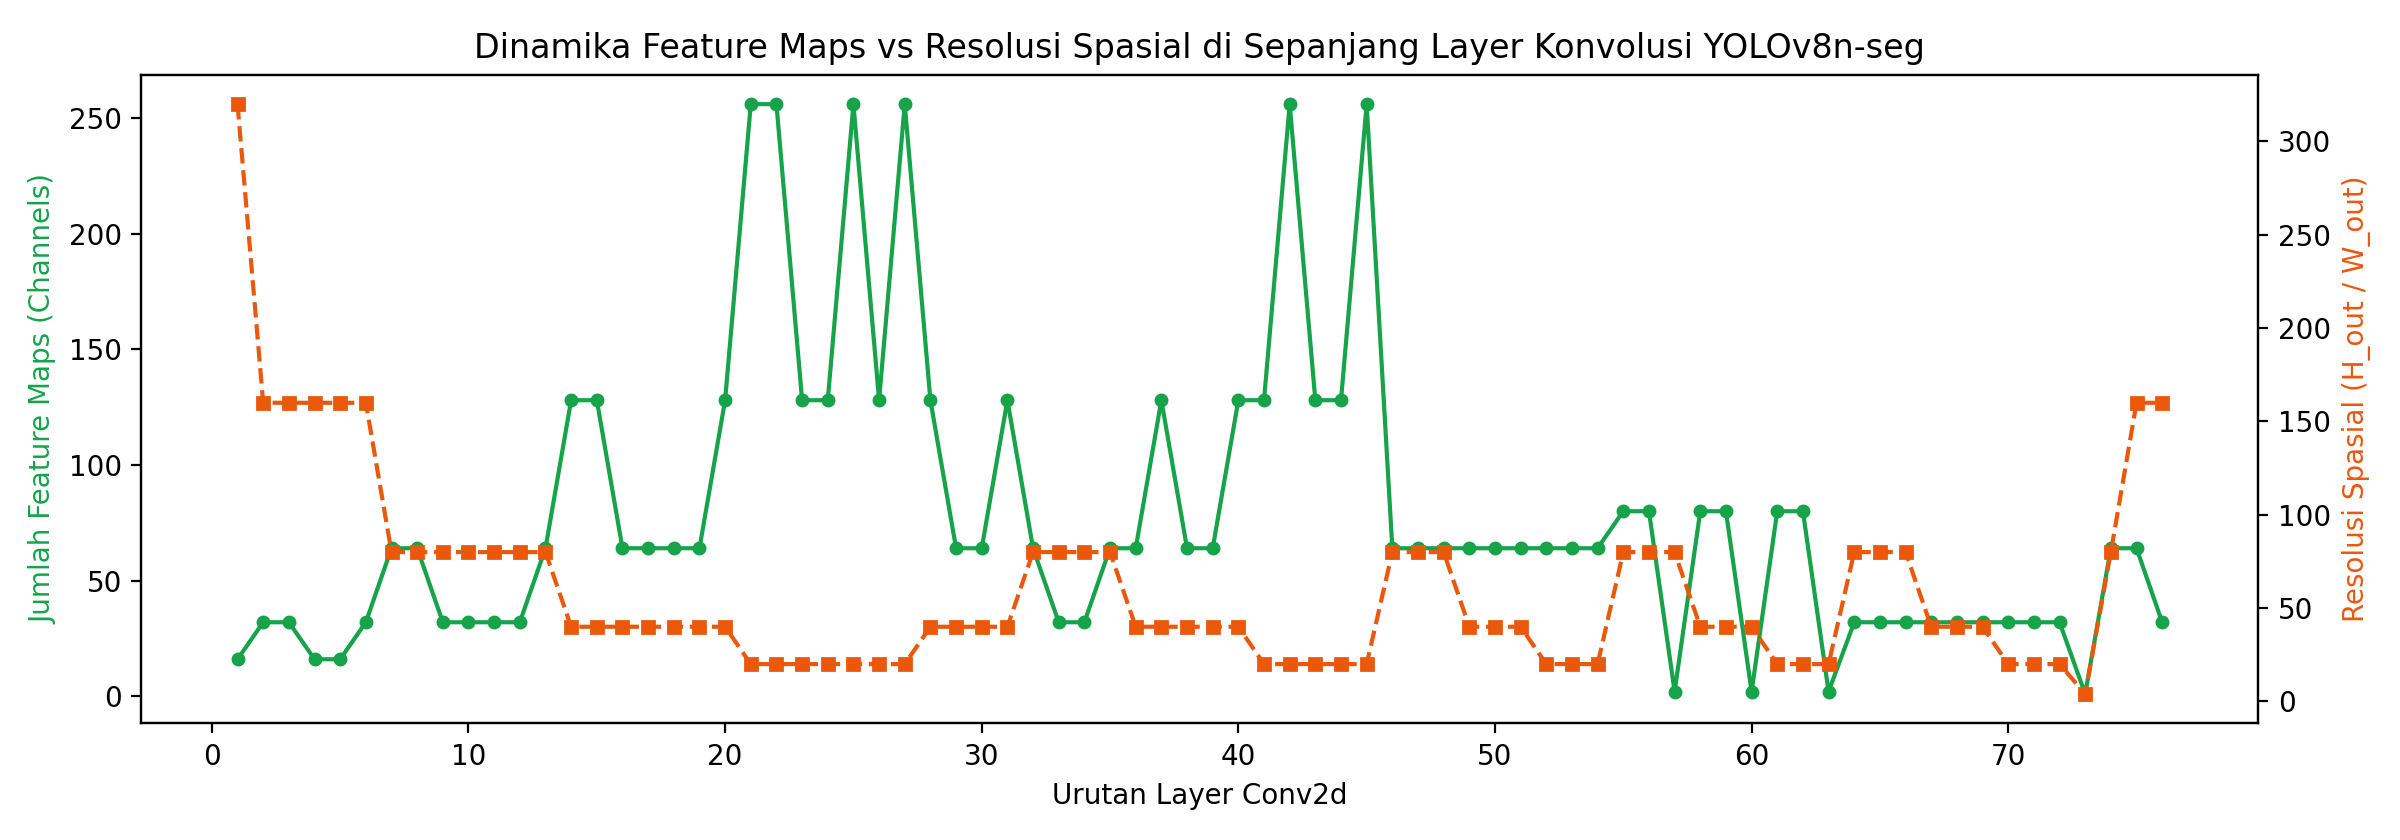 Dinamika Feature Maps vs Resolusi Spasial di Sepanjang Layer Konvolusi YOLOv8n-seg
Jumlah Feature Maps (Channels)
250
200
150
100
50
0
300
250
200
150
100
50
0
Resolusi Spasial (H_out / W_out)
0 10 20 30 40 50 60 70
Urutan Layer Conv2d